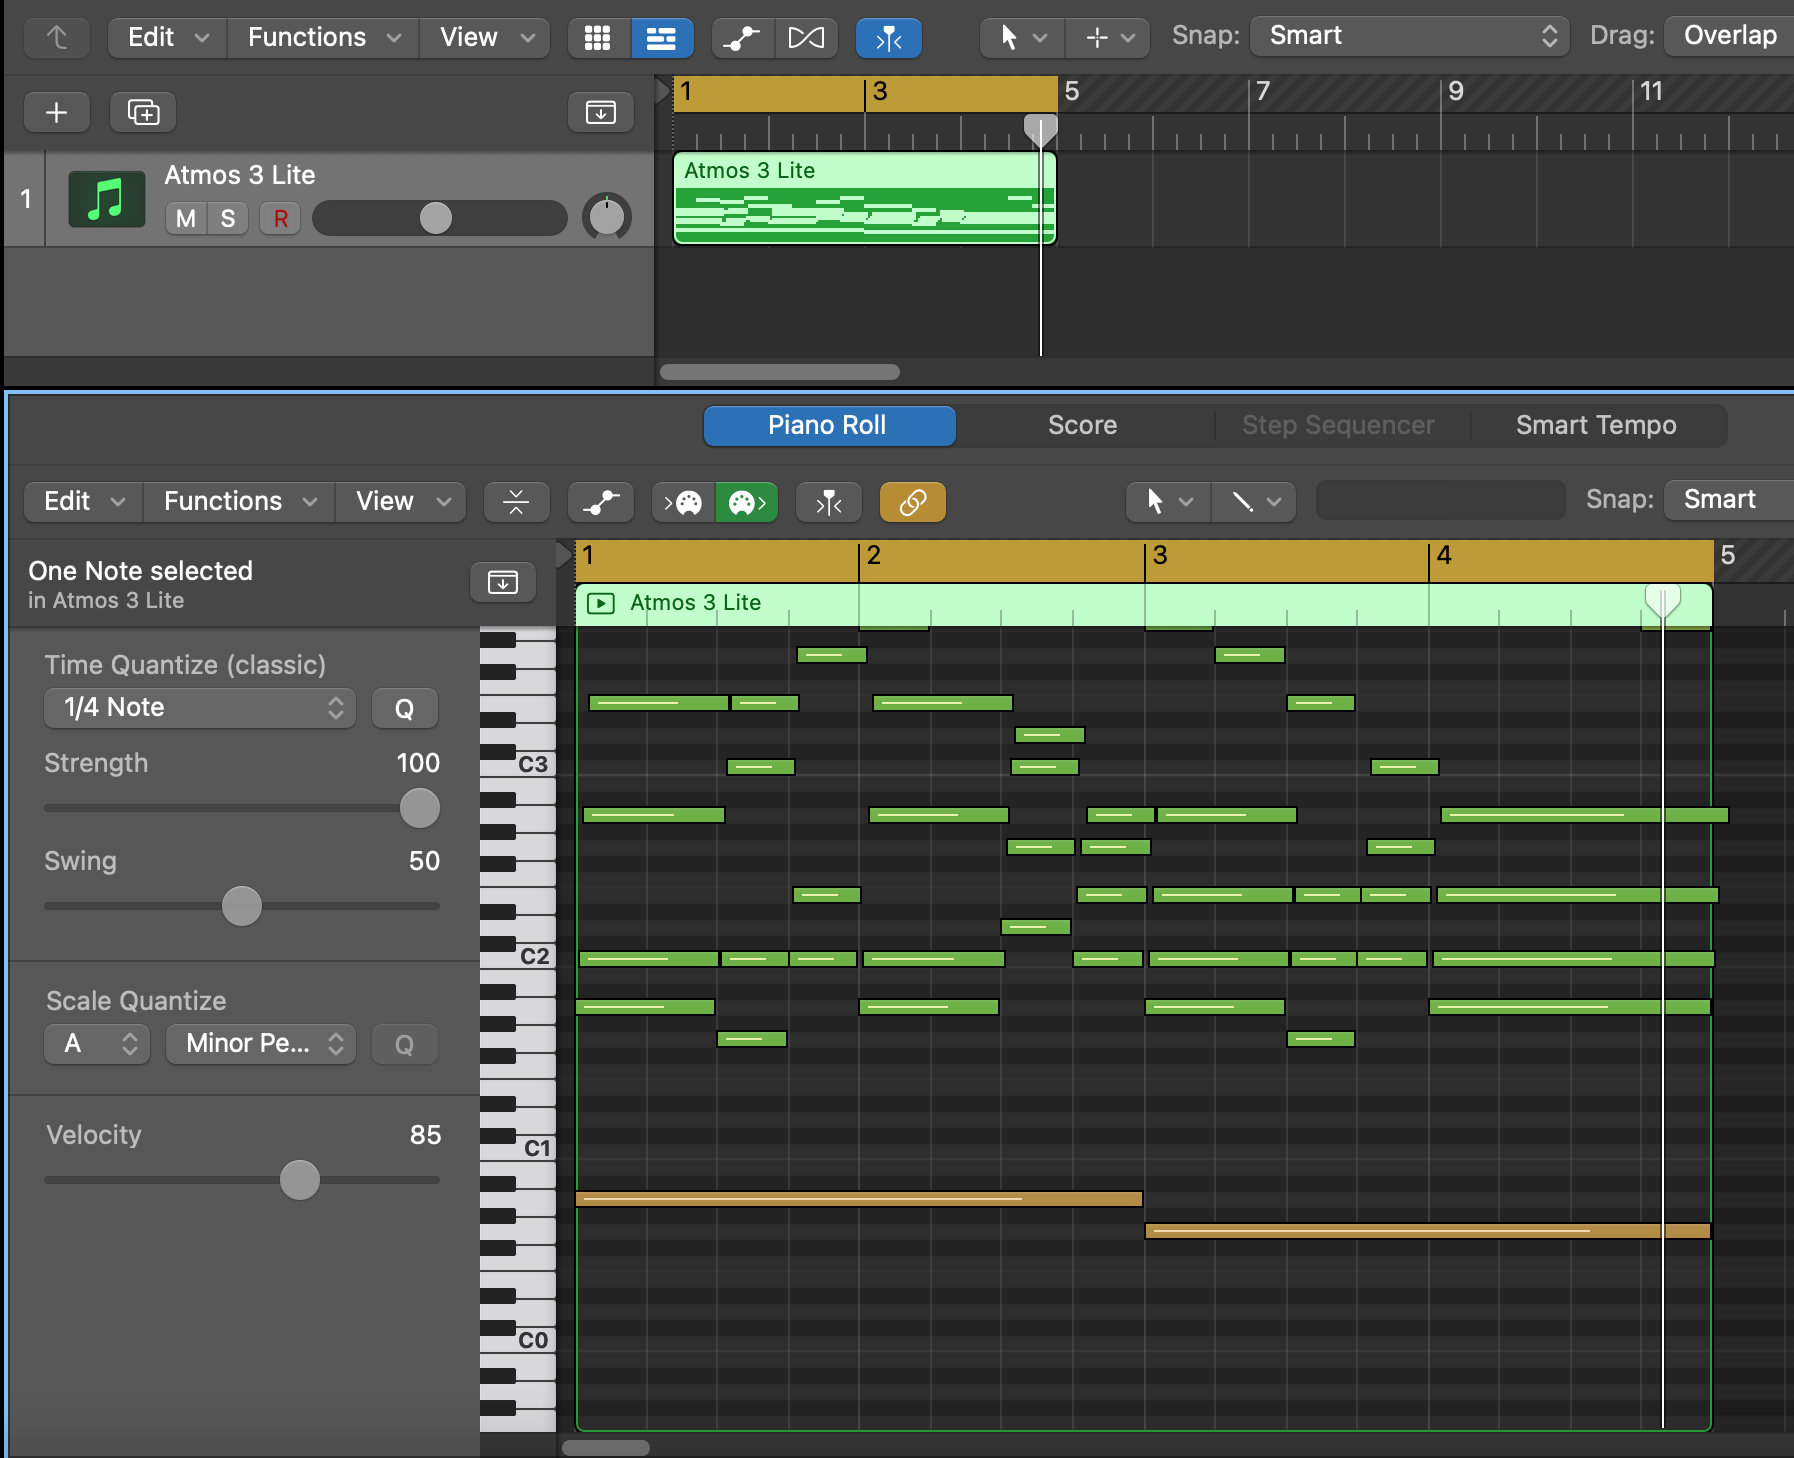 Edit Functions View Snap: Smart Drag: Overlap
1 3 5 7 9 11
1 Atmos 3 Lite
M S R
Atmos 3 Lite
Piano Roll Score Step Sequencer Smart Tempo
Edit Functions View Snap: Smart
One Note selected
in Atmos 3 Lite
1 2 3 4 5
Atmos 3 Lite
Time Quantize (classic)
1/4 Note Q
Strength 100
Swing 50
Scale Quantize
A Minor Pe... Q
Velocity 85
C3
C2
C1
C0